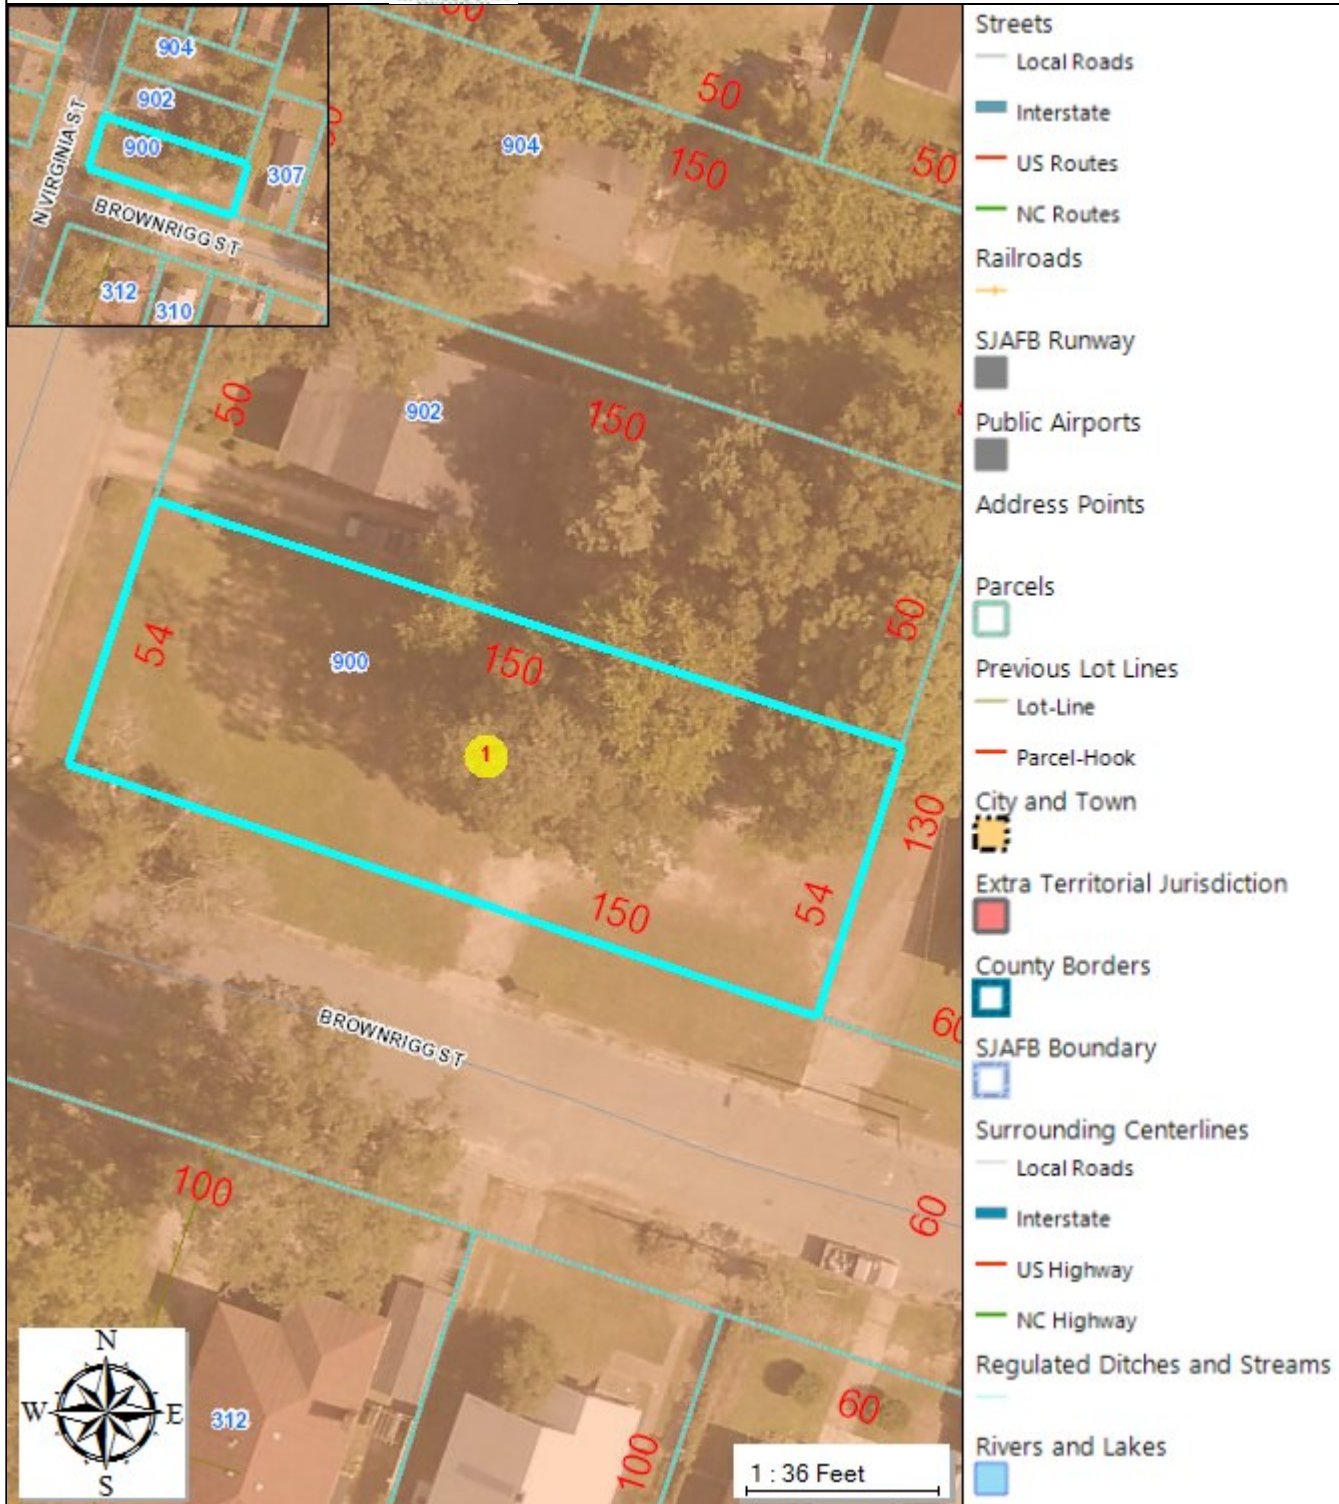 904
902
900
307
N VIRGINIA ST
BROWNRIGG ST
312
310
50
904
150
50
50
902
150
54
900
150
50
1
130
150
54
60
BROWNRIGG ST
100
60
312
60
100
N
W
E
S
1 : 36 Feet
Streets
Local Roads
Interstate
US Routes
NC Routes
Railroads
SJAFB Runway
Public Airports
Address Points
Parcels
Previous Lot Lines
Lot-Line
Parcel-Hook
City and Town
Extra Territorial Jurisdiction
County Borders
SJAFB Boundary
Surrounding Centerlines
Local Roads
Interstate
US Highway
NC Highway
Regulated Ditches and Streams
Rivers and Lakes